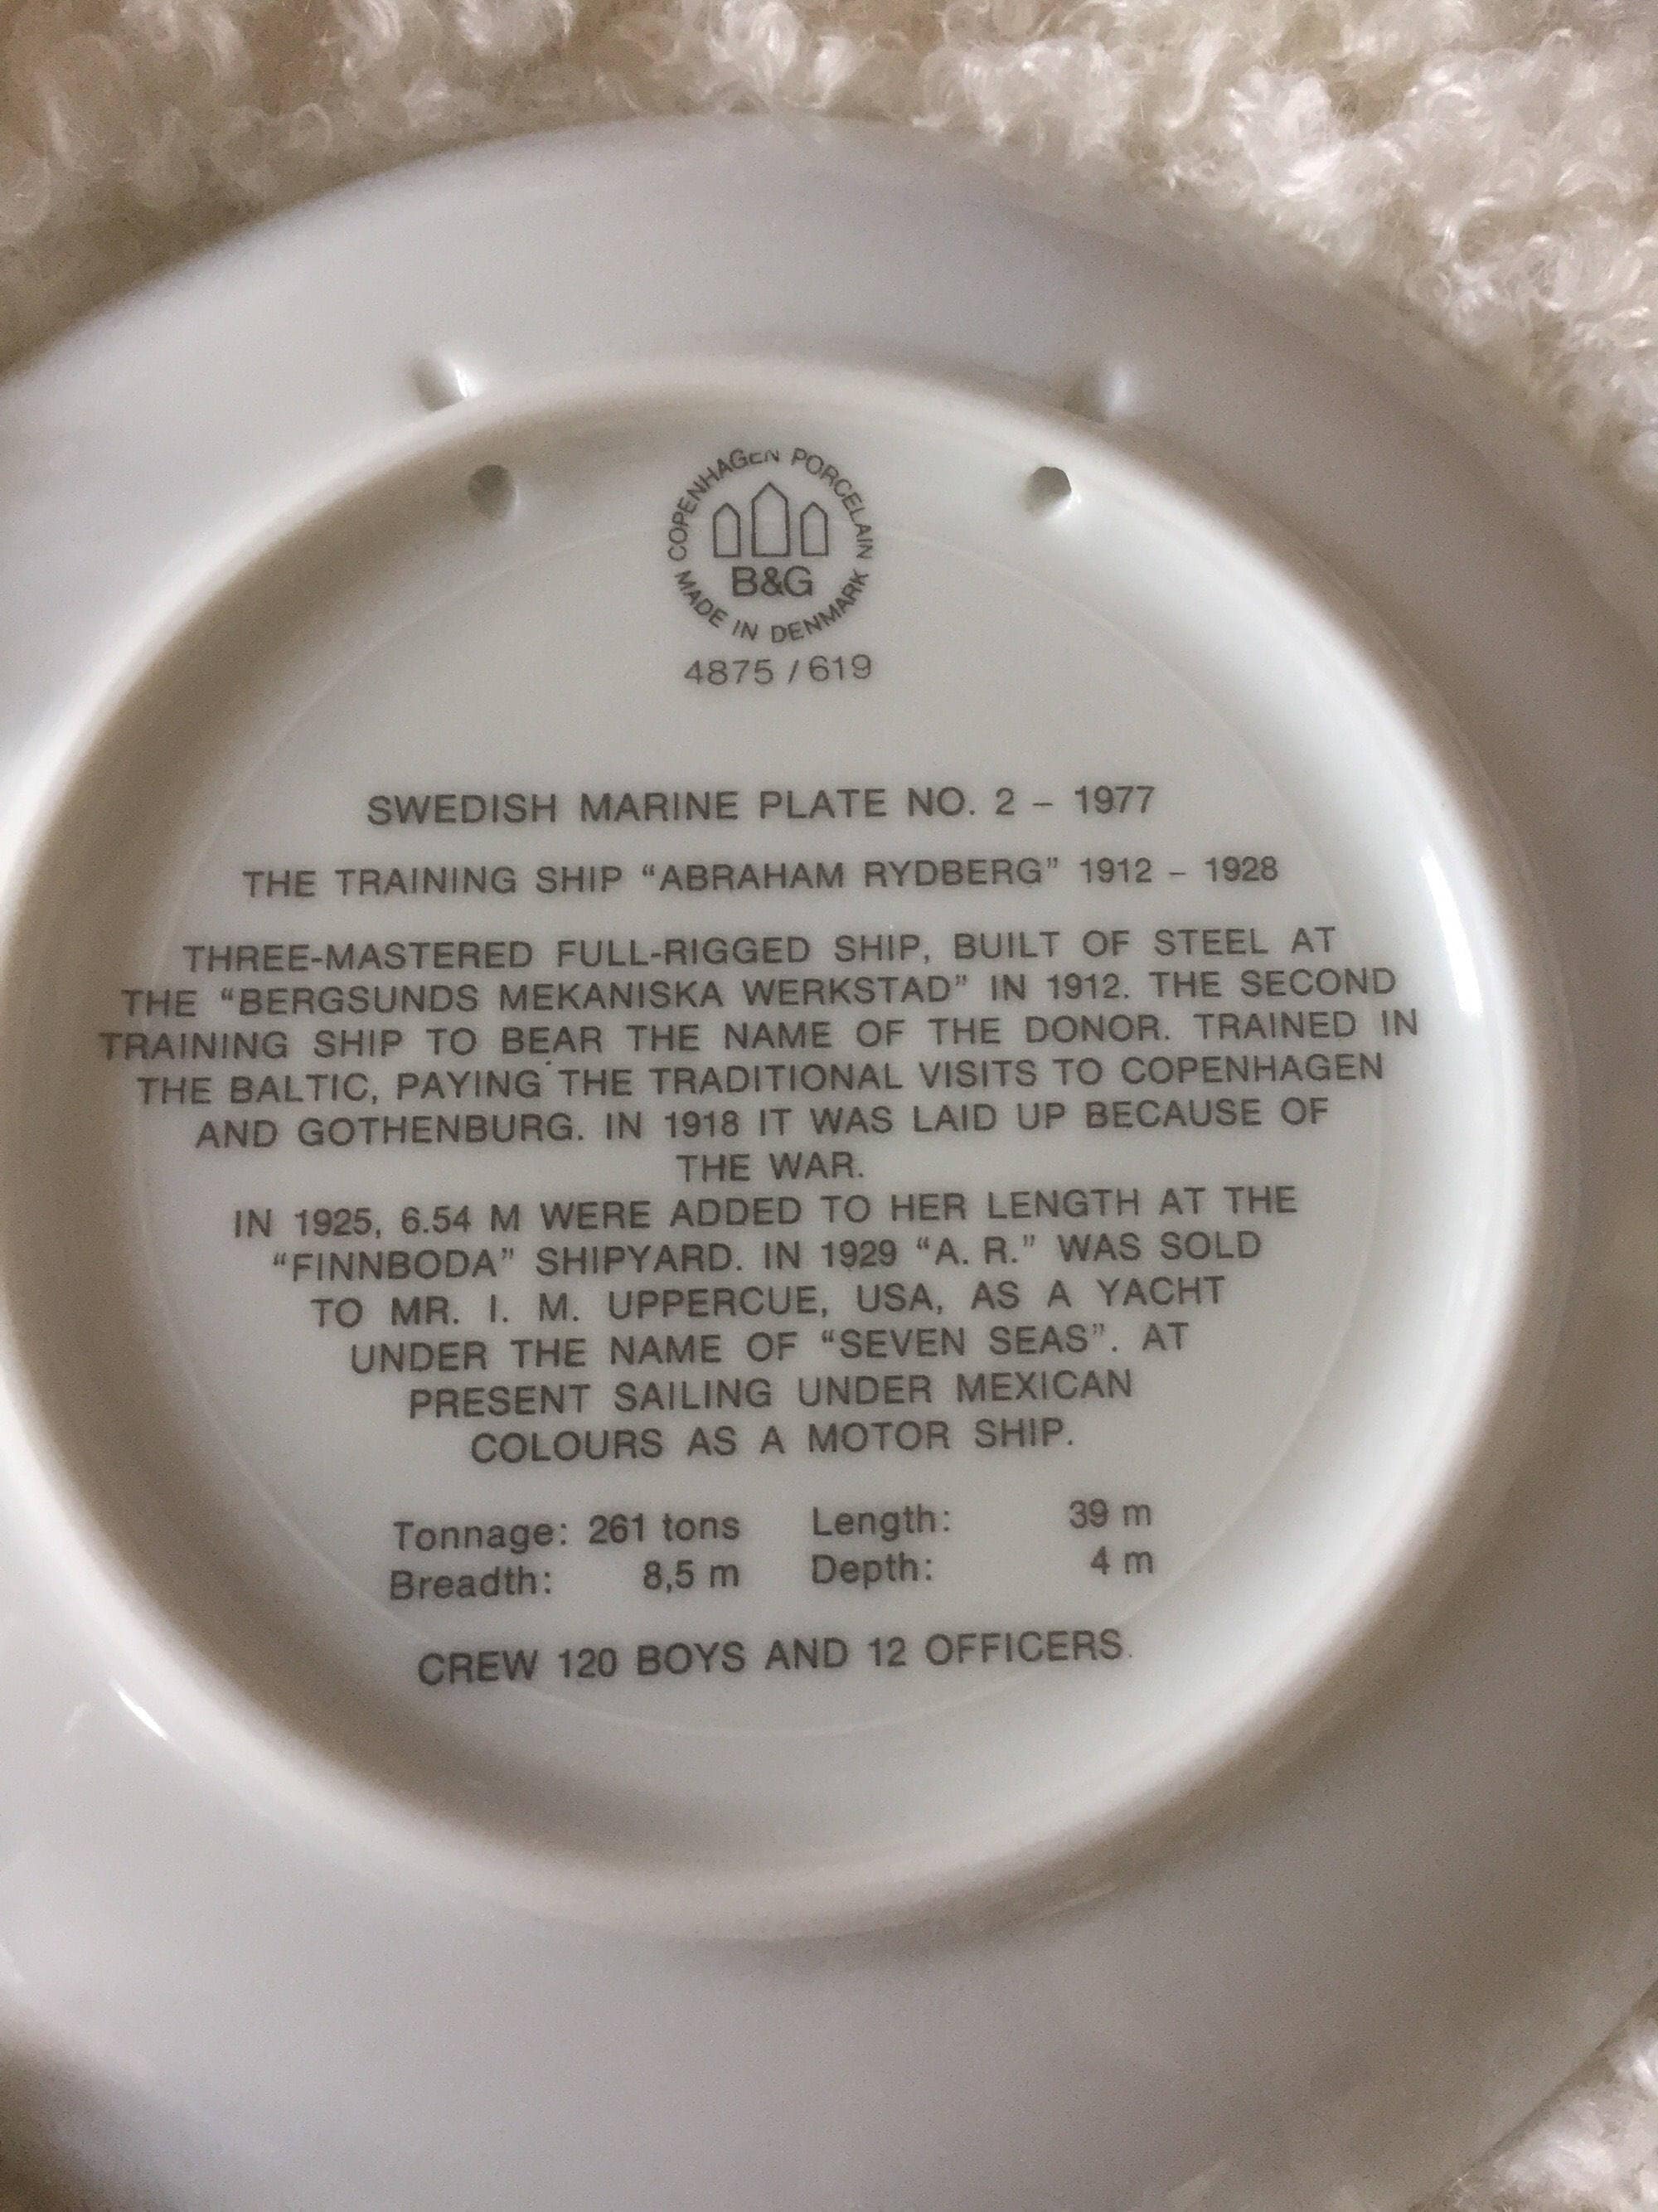 COPENHAGEN PORCELAIN
B&G
MADE IN DENMARK
4875 / 619
SWEDISH MARINE PLATE NO. 2 – 1977
THE TRAINING SHIP “ABRAHAM RYDBERG” 1912 – 1928
THREE-MASTERED FULL-RIGGED SHIP, BUILT OF STEEL AT
THE “BERGSUNDS MEKANISKA WERKSTAD” IN 1912. THE SECOND
TRAINING SHIP TO BEAR THE NAME OF THE DONOR. TRAINED IN
THE BALTIC, PAYING THE TRADITIONAL VISITS TO COPENHAGEN
AND GOTHENBURG. IN 1918 IT WAS LAID UP BECAUSE OF
THE WAR.
IN 1925, 6.54 M WERE ADDED TO HER LENGTH AT THE
“FINNBODA” SHIPYARD. IN 1929 “A. R.” WAS SOLD
TO MR. I. M. UPPERCUE, USA, AS A YACHT
UNDER THE NAME OF “SEVEN SEAS”. AT
PRESENT SAILING UNDER MEXICAN
COLOURS AS A MOTOR SHIP.
Tonnage: 261 tons Length: 39 m
Breadth: 8,5 m Depth: 4 m
CREW 120 BOYS AND 12 OFFICERS.